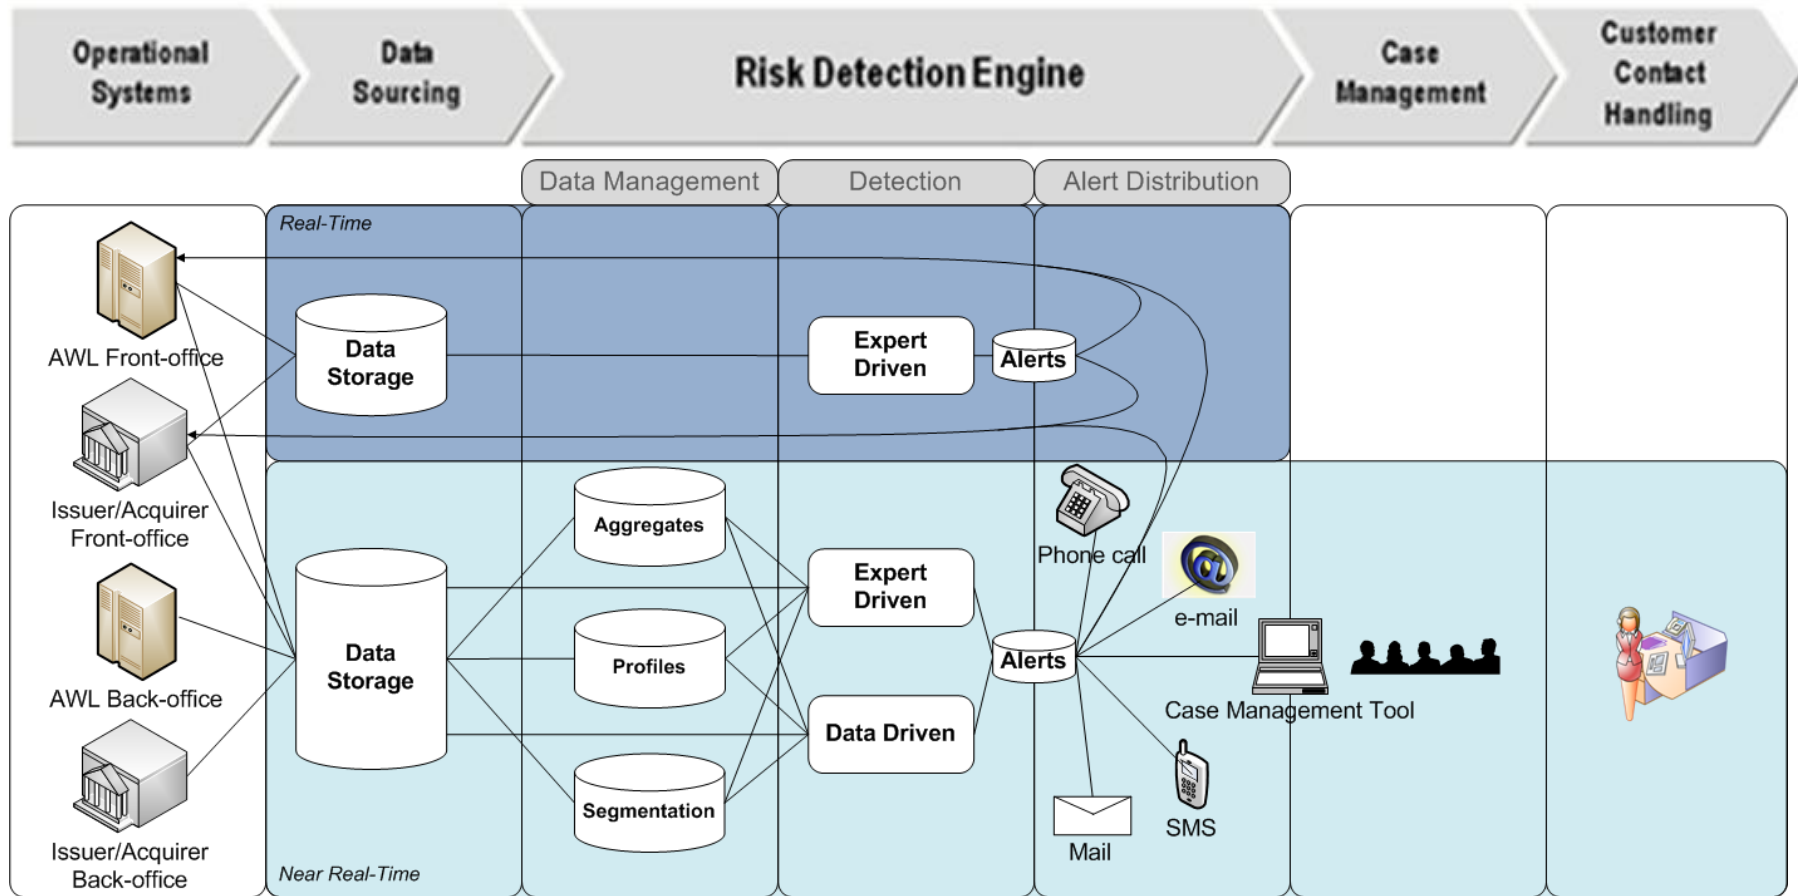 Operational
Systems
Data
Sourcing
Risk Detection Engine
Case
Management
Customer
Contact
Handling
Data Management
Detection
Alert Distribution
Real-Time
AWL Front-office
Data
Storage
Expert
Driven
Alerts
Issuer/Acquirer
Front-office
Aggregates
Phone call
Expert
Driven
e-mail
AWL Back-office
Data
Storage
Profiles
Alerts
Case Management Tool
Data Driven
Segmentation
SMS
Issuer/Acquirer
Back-office
Mail
Near Real-Time